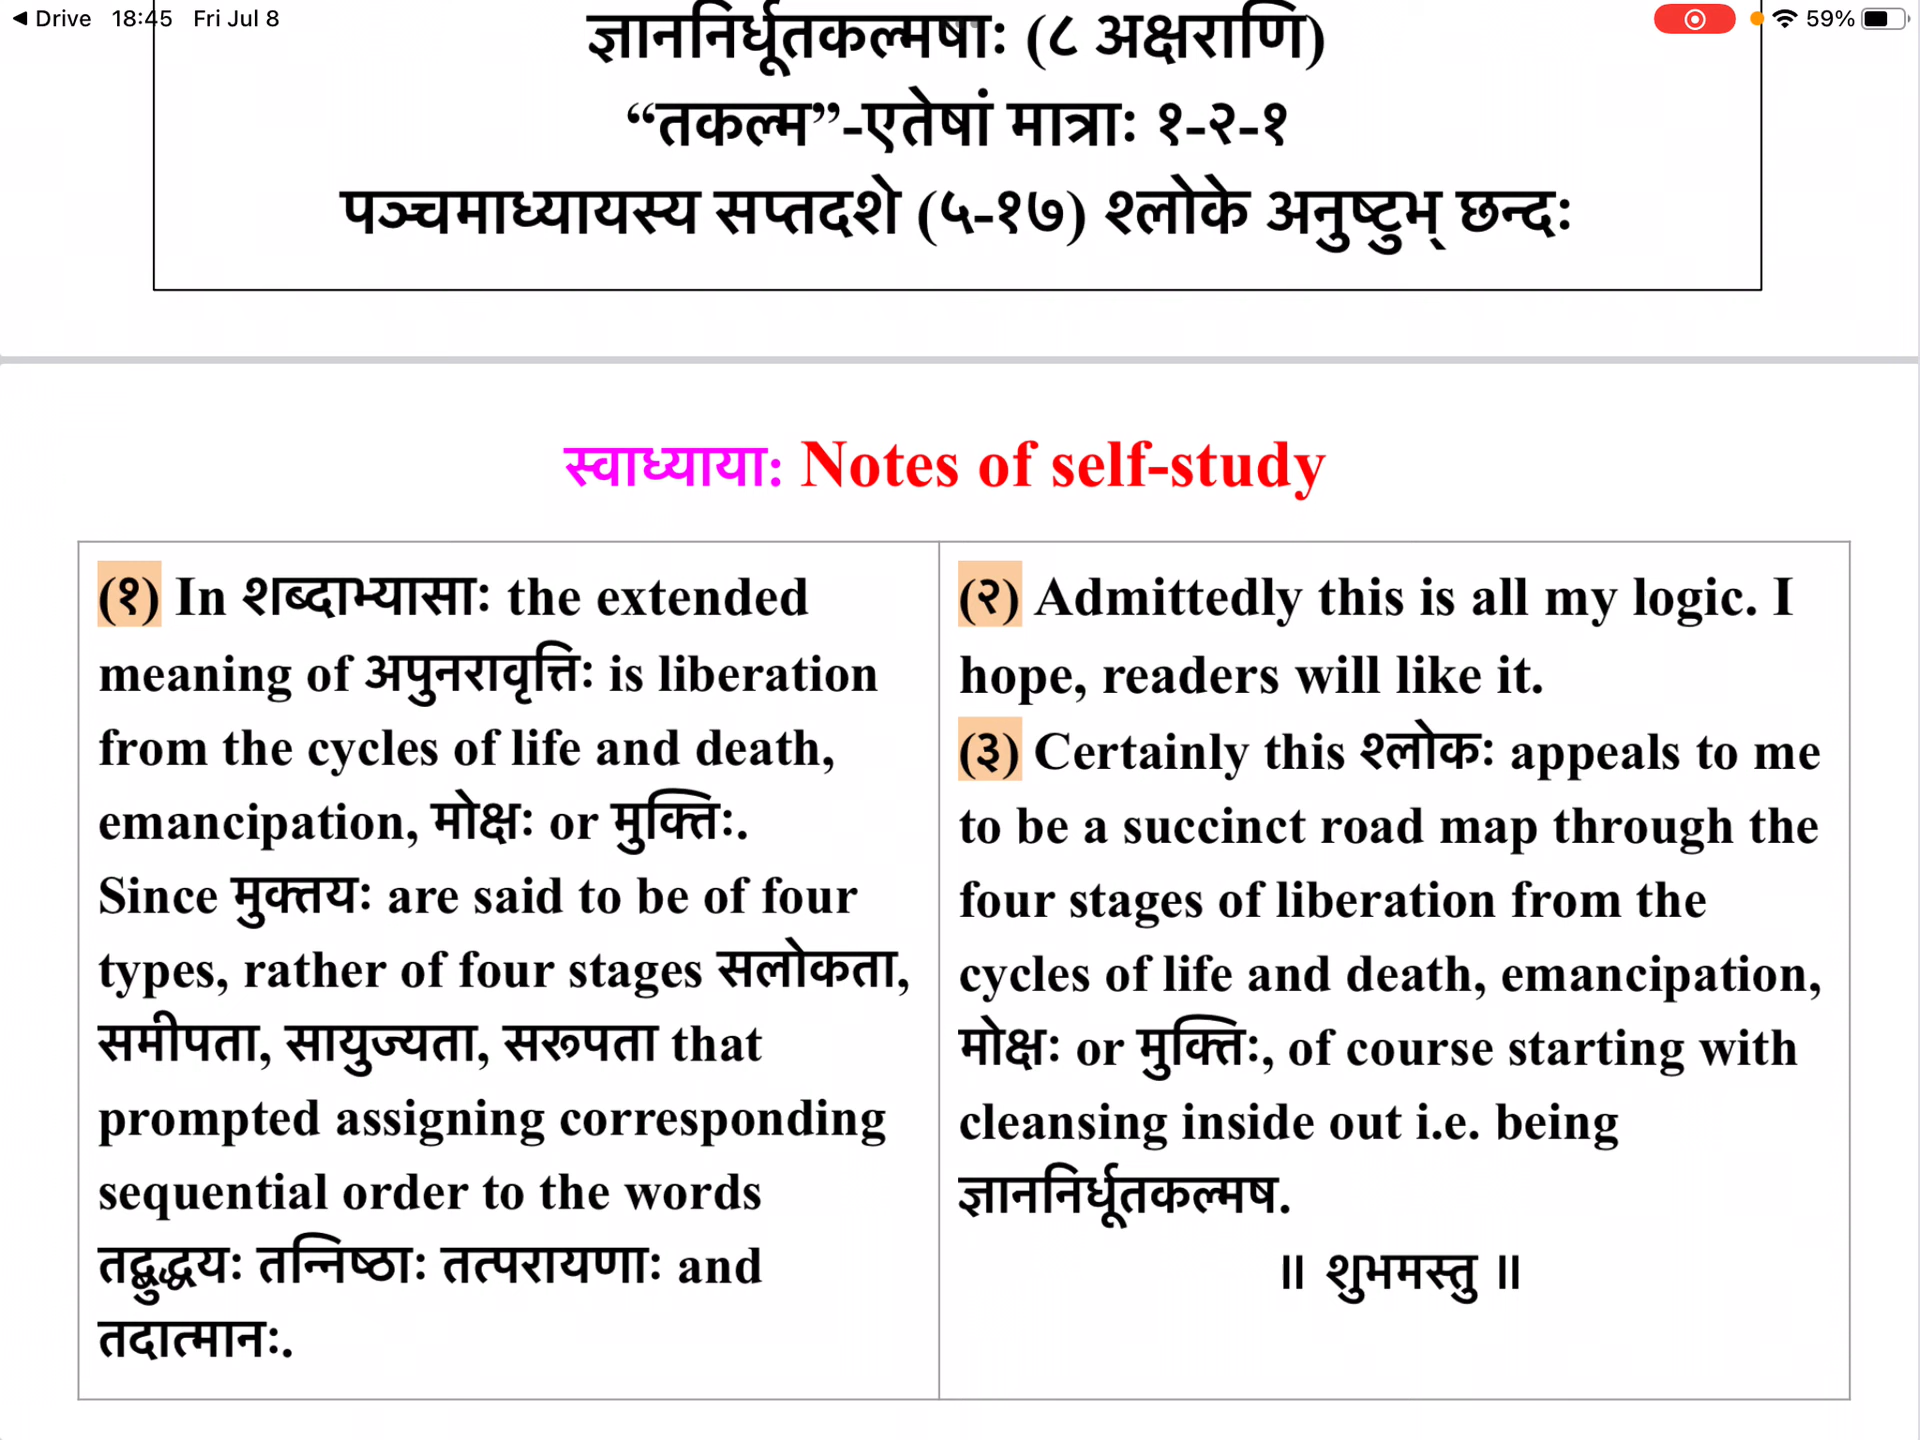 Drive 18:45 Fri Jul 8 59%
ज्ञाननिर्धूतकल्मषाः (८ अक्षराणि)
“तकल्म”-एतेषां मात्राः १-२-१
पञ्चमाध्यायस्य सप्तदशे (५-१७) श्लोके अनुष्टुभ् छन्दः
स्वाध्यायाः Notes of self-study
(१) In शब्दाभ्यासाः the extended
meaning of अपुनरावृत्तिः is liberation
from the cycles of life and death,
emancipation, मोक्षः or मुक्तिः.
Since मुक्तयः are said to be of four
types, rather of four stages सलोकता,
समीपता, सायुज्यता, सरूपता that
prompted assigning corresponding
sequential order to the words
तद्बुद्धयः तन्निष्ठाः तत्परायणाः and
तदात्मानः.
(२) Admittedly this is all my logic. I
hope, readers will like it.
(३) Certainly this श्लोकः appeals to me
to be a succinct road map through the
four stages of liberation from the
cycles of life and death, emancipation,
मोक्षः or मुक्तिः, of course starting with
cleansing inside out i.e. being
ज्ञाननिर्धूतकल्मष.
॥ शुभमस्तु ॥